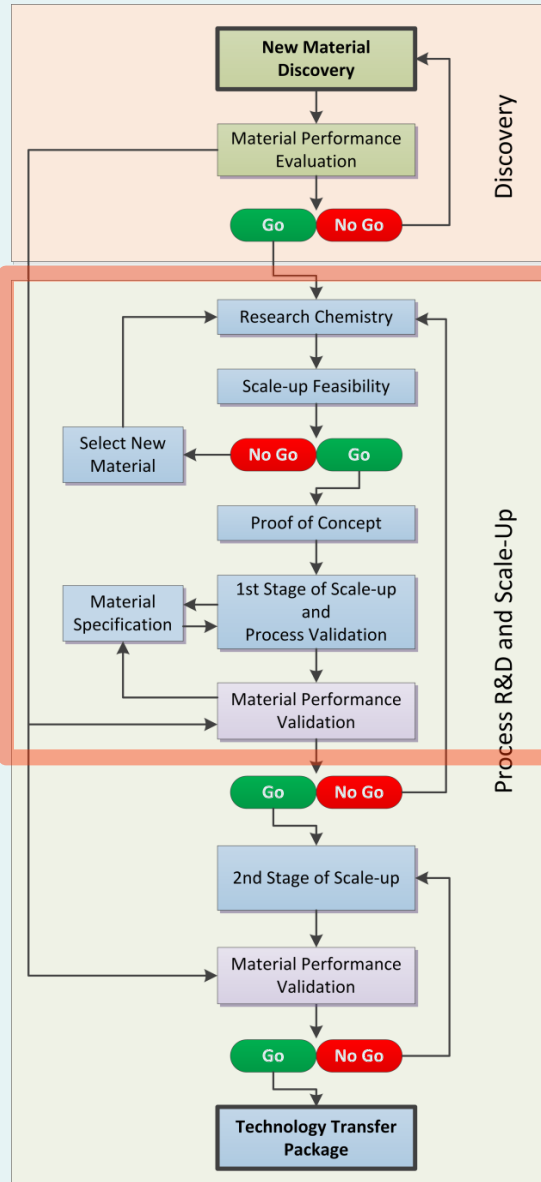 New Material
Discovery
Material Performance
Evaluation
Discovery
Go
No Go
Research Chemistry
Scale-up Feasibility
Select New
Material
No Go
Go
Proof of Concept
Material
Specification
1st Stage of Scale-up
and
Process Validation
Material Performance
Validation
Process R&D and Scale-Up
Go
No Go
2nd Stage of Scale-up
Material Performance
Validation
Go
No Go
Technology Transfer
Package